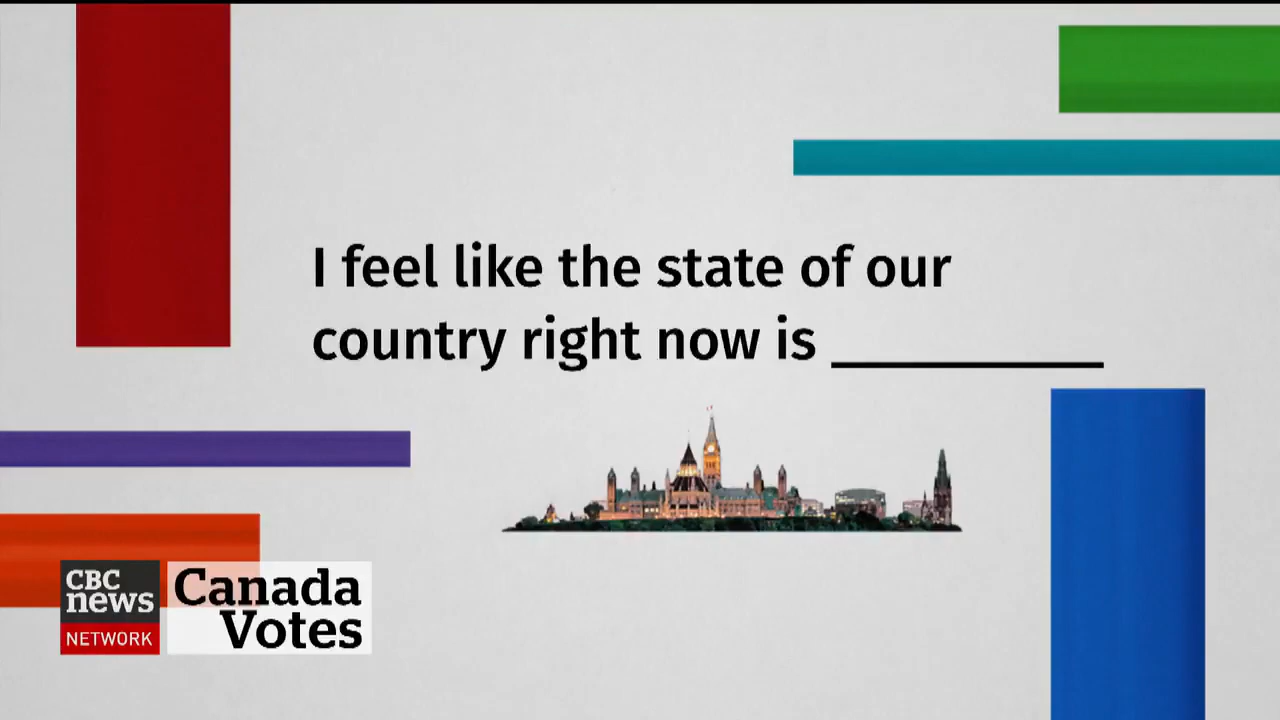 I feel like the state of our
country right now is __________
CBC
news
NETWORK
Canada
Votes